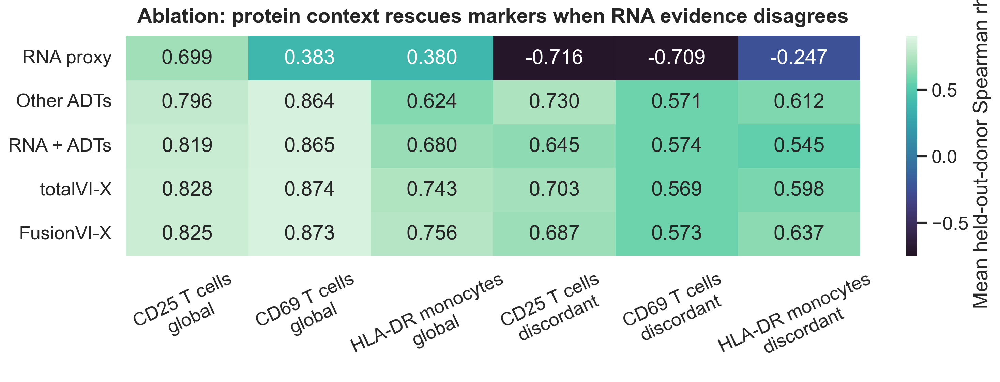 Ablation: protein context rescues markers when RNA evidence disagrees
RNA proxy 0.699 0.383 0.380 -0.716 -0.709 -0.247
Other ADTs 0.796 0.864 0.624 0.730 0.571 0.612
RNA + ADTs 0.819 0.865 0.680 0.645 0.574 0.545
totalVI-X 0.828 0.874 0.743 0.703 0.569 0.598
FusionVI-X 0.825 0.873 0.756 0.687 0.573 0.637
CD25 T cells
global
CD69 T cells
global
HLA-DR monocytes
global
CD25 T cells
discordant
CD69 T cells
discordant
HLA-DR monocytes
discordant
0.5
0.0
−0.5
Mean held-out-donor Spearman rh